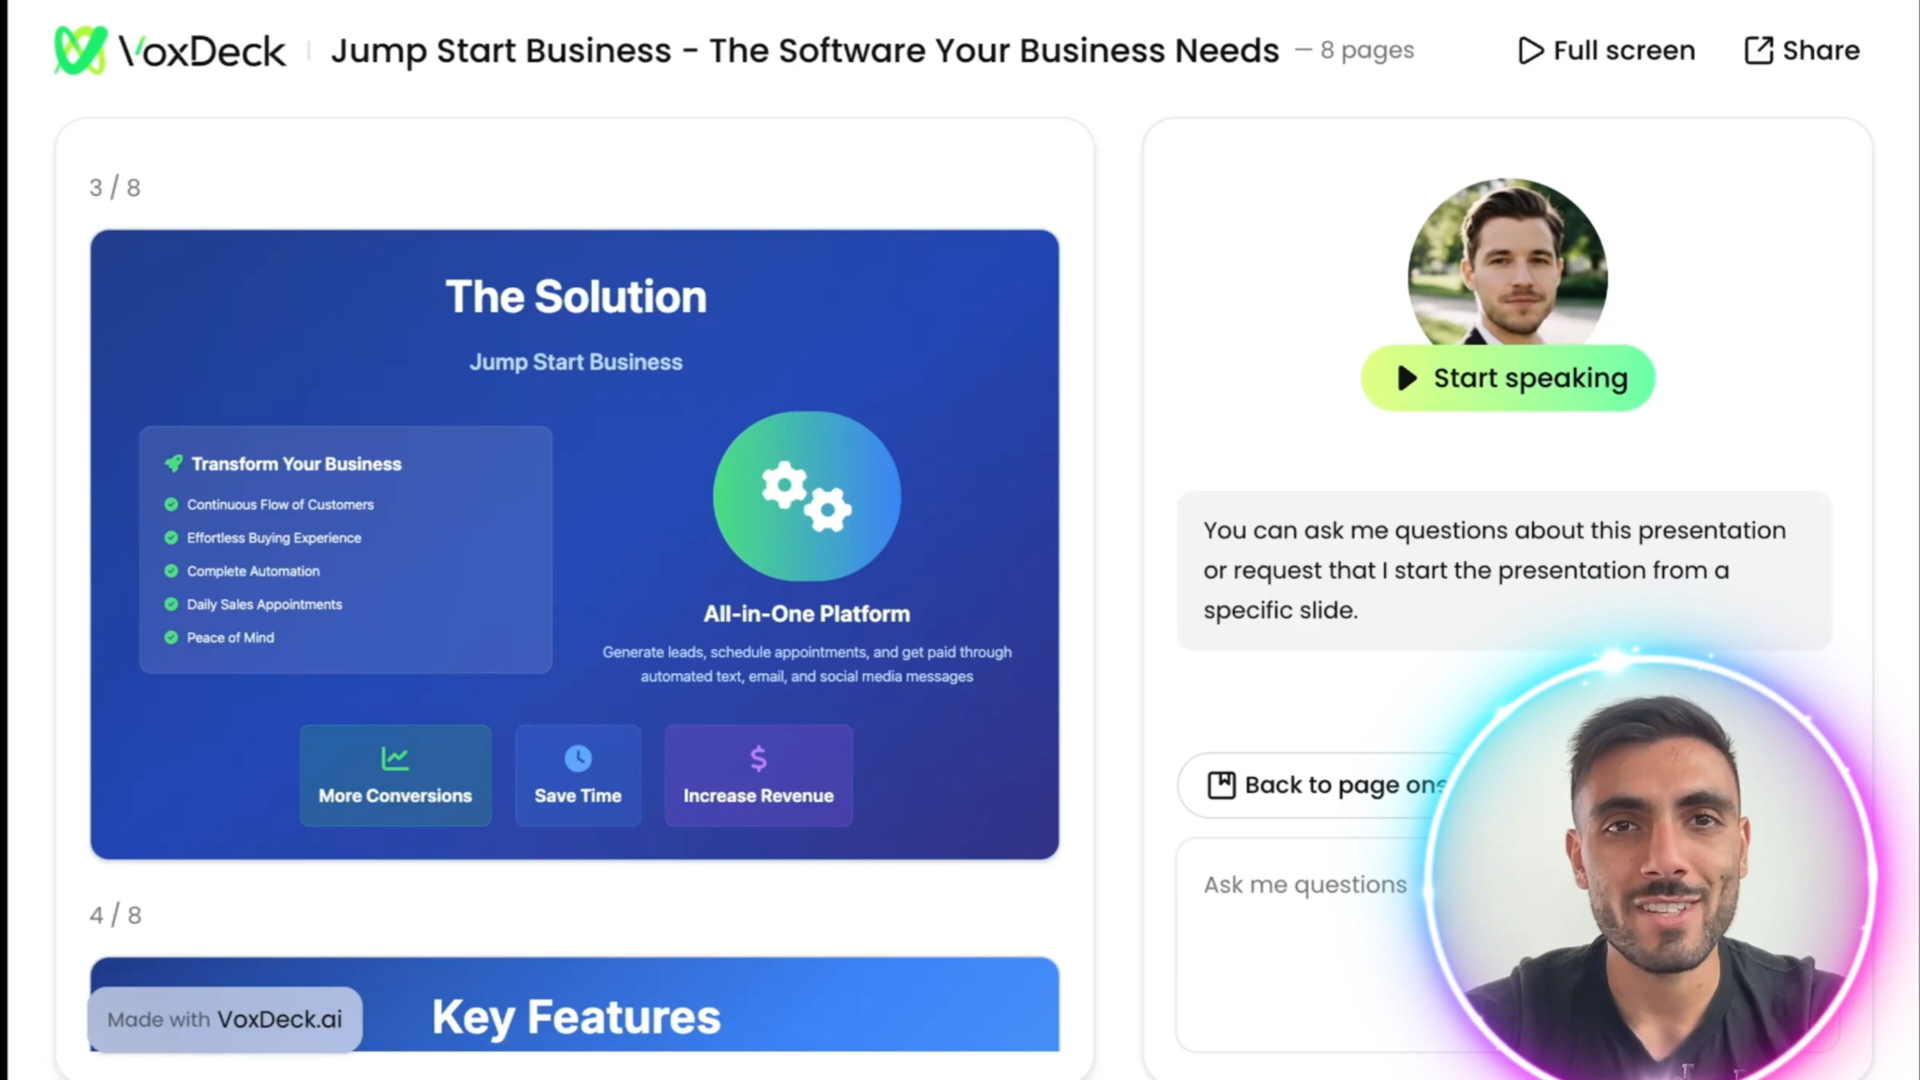 VoxDeck
Jump Start Business - The Software Your Business Needs
— 8 pages
Full screen
Share
3 / 8
The Solution
Jump Start Business
Transform Your Business
Continuous Flow of Customers
Effortless Buying Experience
Complete Automation
Daily Sales Appointments
Peace of Mind
All-in-One Platform
Generate leads, schedule appointments, and get paid through
automated text, email, and social media messages
More Conversions
Save Time
Increase Revenue
4 / 8
Key Features
Made with VoxDeck.ai
Start speaking
You can ask me questions about this presentation
or request that I start the presentation from a
specific slide.
Back to page one
Ask me questions